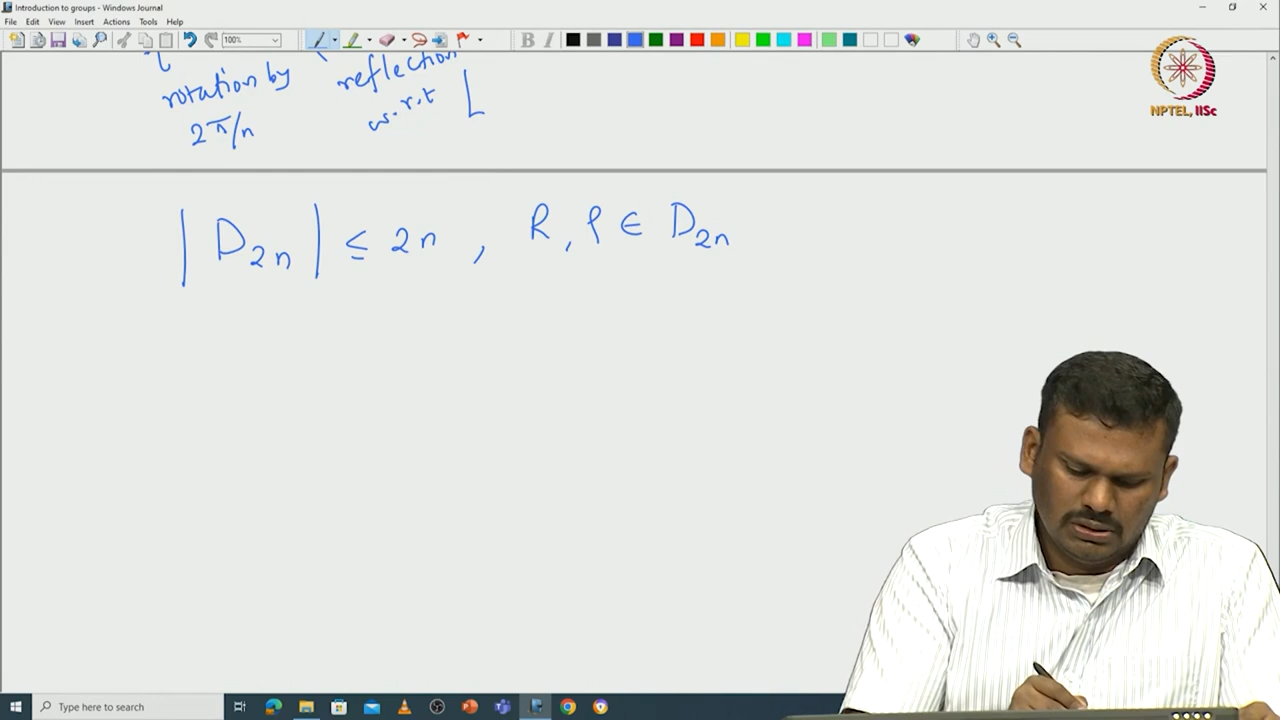 Introduction to groups - Windows Journal
File Edit View Insert Actions Tools Help
100%
B I
rotation by
2π/n
reflection
w.r.t L
NPTEL, IISc
|D₂ₙ| ≤ 2n , R, ρ ∈ D₂ₙ
Type here to search